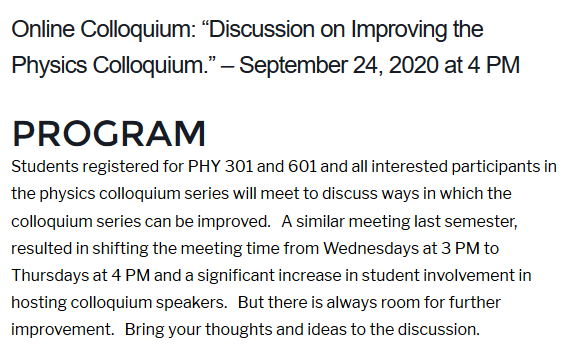 Online Colloquium: “Discussion on Improving the
Physics Colloquium.” – September 24, 2020 at 4 PM
PROGRAM
Students registered for PHY 301 and 601 and all interested participants in
the physics colloquium series will meet to discuss ways in which the
colloquium series can be improved.   A similar meeting last semester,
resulted in shifting the meeting time from Wednesdays at 3 PM to
Thursdays at 4 PM and a significant increase in student involvement in
hosting colloquium speakers.   But there is always room for further
improvement.   Bring your thoughts and ideas to the discussion.